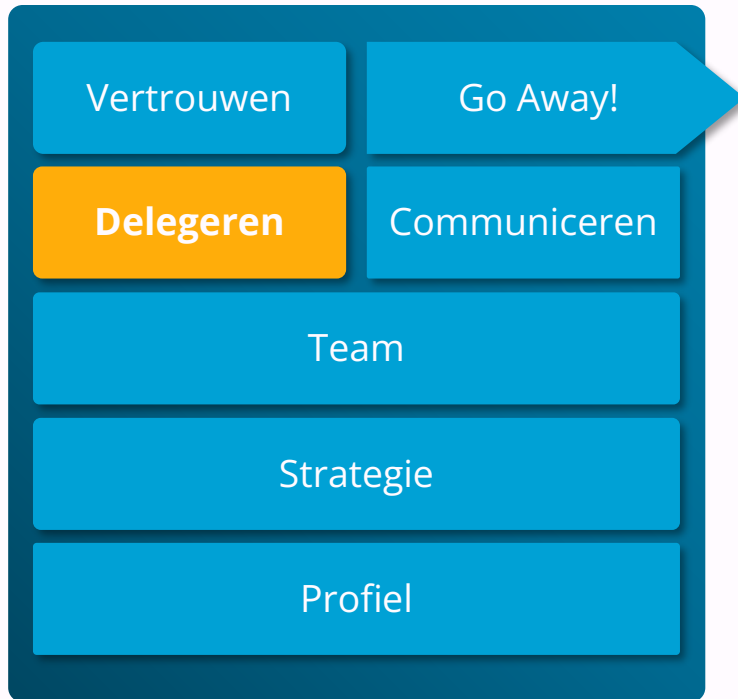 Vertrouwen
Go Away!
Delegeren
Communiceren
Team
Strategie
Profiel